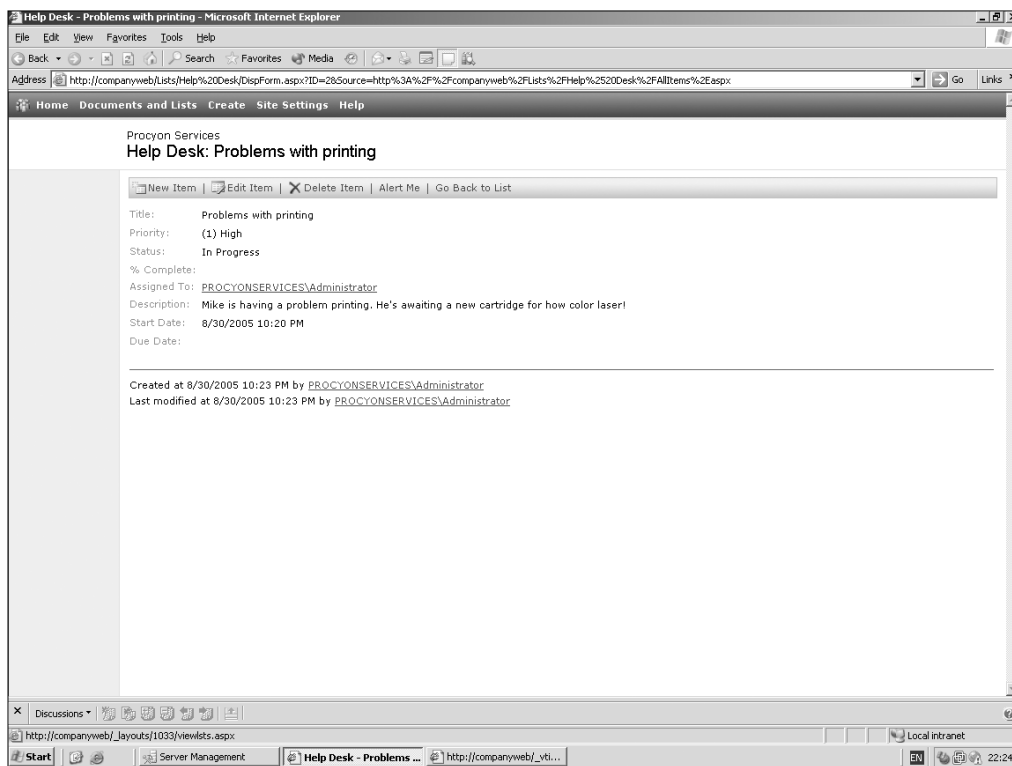 Help Desk - Problems with printing - Microsoft Internet Explorer
File Edit View Favorites Tools Help
Back Search Favorites Media
Address http://companyweb/Lists/Help%20Desk/DispForm.aspx?ID=2&Source=http%3A%2F%2Fcompanyweb%2FLists%2FHelp%2520Desk%2FAllItems%2Easpx Go Links
Home Documents and Lists Create Site Settings Help
Procyon Services
Help Desk: Problems with printing
New Item | Edit Item | Delete Item | Alert Me | Go Back to List
Title: Problems with printing
Priority: (1) High
Status: In Progress
% Complete:
Assigned To: PROCYONSERVICES\Administrator
Description: Mike is having a problem printing. He's awaiting a new cartridge for how color laser!
Start Date: 8/30/2005 10:20 PM
Due Date:
Created at 8/30/2005 10:23 PM by PROCYONSERVICES\Administrator
Last modified at 8/30/2005 10:23 PM by PROCYONSERVICES\Administrator
Discussions
http://companyweb/_layouts/1033/viewlsts.aspx Local intranet
Start Server Management Help Desk - Problems ... http://companyweb/_vti... EN 22:24